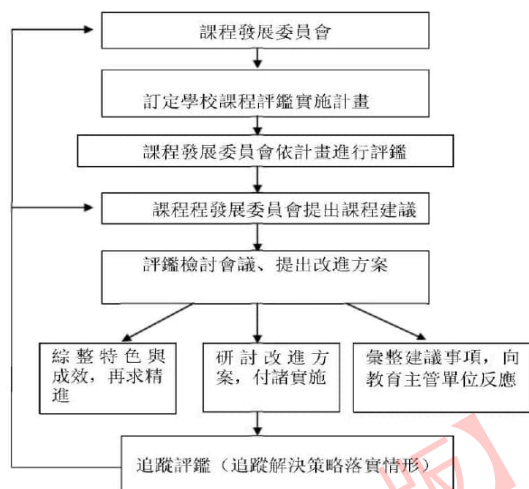 課程發展委員會
訂定學校課程評鑑實施計畫
課程發展委員會依計畫進行評鑑
課程程發展委員會提出課程建議
評鑑檢討會議、提出改進方案
綜整特色與
成效，再求精
進
研討改進方
案，付諸實施
彙整建議事項，向
教育主管單位反應
追蹤評鑑（追蹤解決策略落實情形）
版】